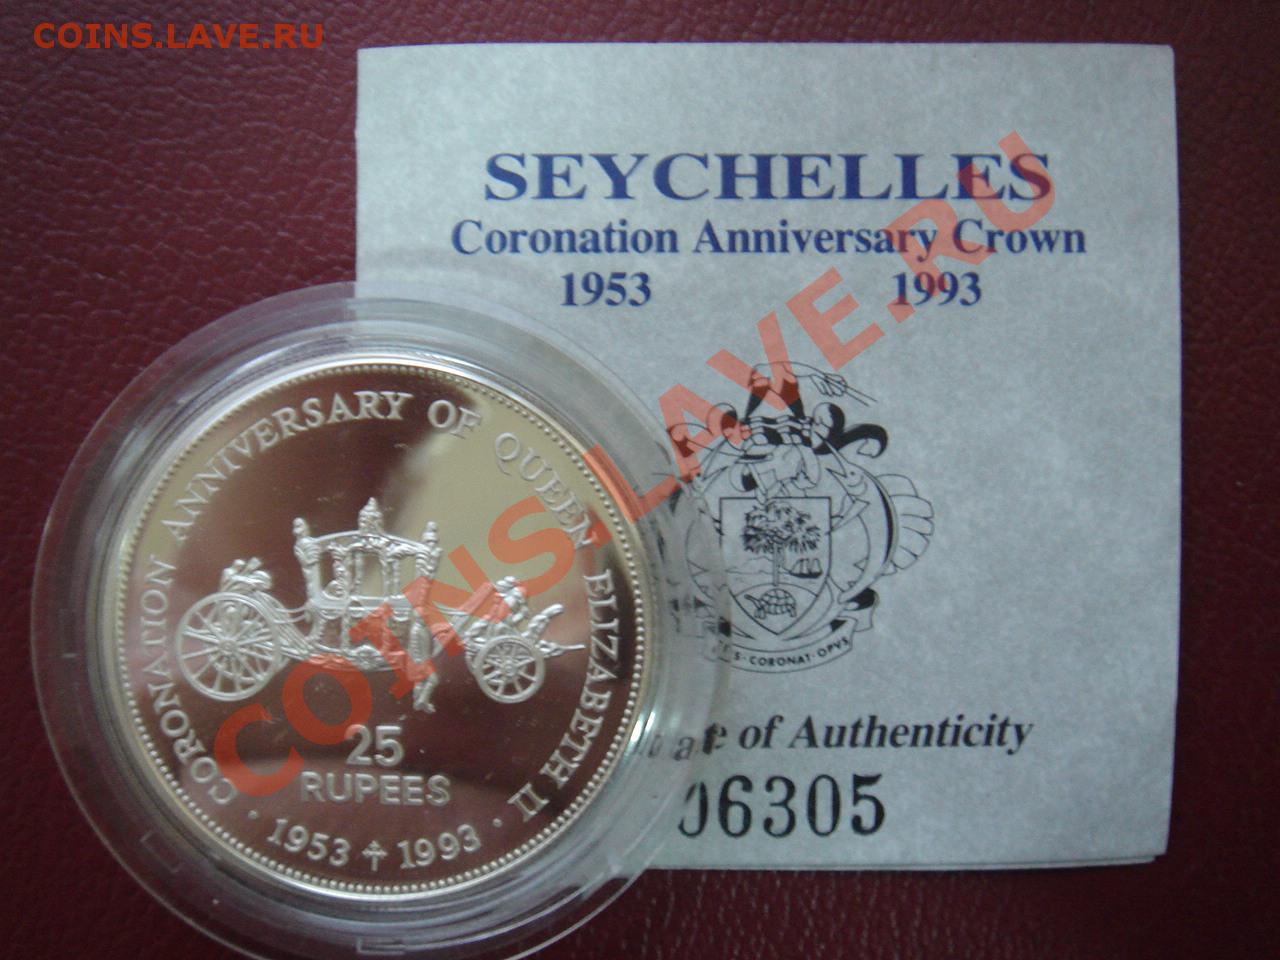 COINS.LAVE.RU
SEYCHELLES
Coronation Anniversary Crown
1953 1993
CORONAT·OPVS
of Authenticity
06305
CORONATION ANNIVERSARY OF QUEEN ELIZABETH II
25
RUPEES
· 1953 ✝ 1993 ·
COINS.LAVE.RU